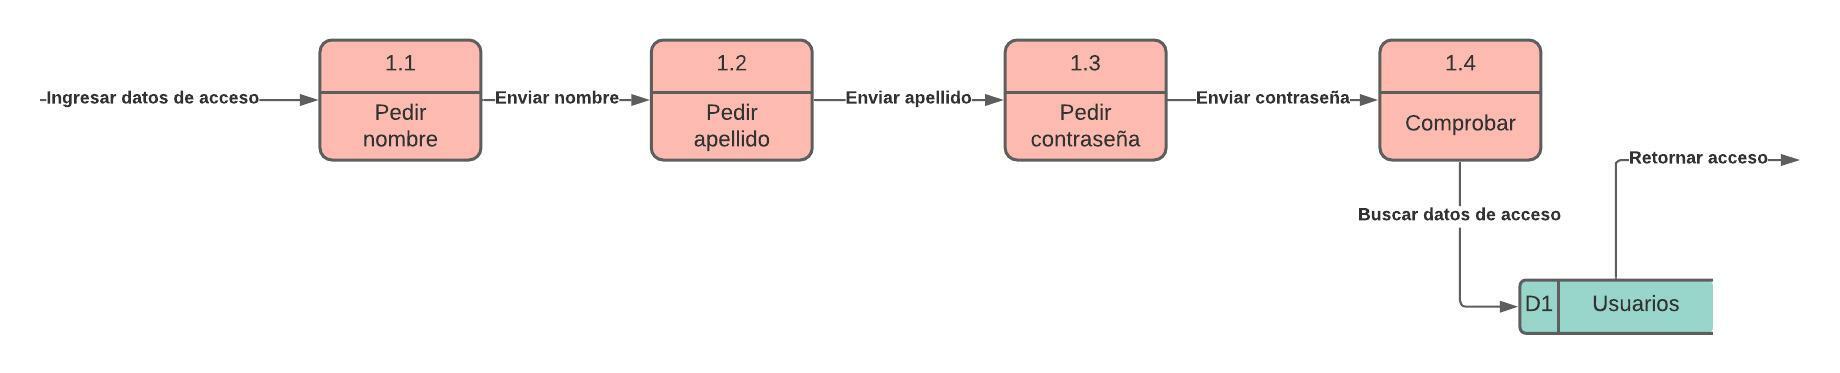 1.1
1.2
1.3
1.4
Ingresar datos de acceso
Enviar nombre
Enviar apellido
Enviar contraseña
Pedir
nombre
Pedir
apellido
Pedir
contraseña
Comprobar
Retornar acceso
Buscar datos de acceso
D1
Usuarios